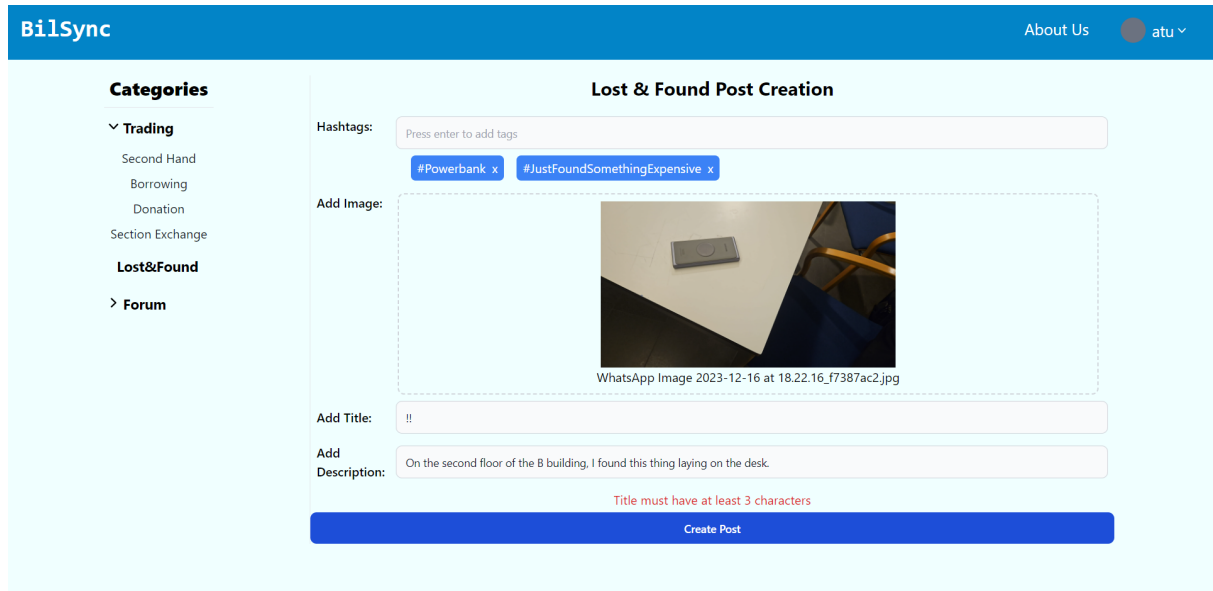 BilSync
About Us
atu
Categories
Trading
Second Hand
Borrowing
Donation
Section Exchange
Lost&Found
Forum
Lost & Found Post Creation
Hashtags:
Press enter to add tags
#Powerbank x
#JustFoundSomethingExpensive x
Add Image:
WhatsApp Image 2023-12-16 at 18.22.16_f7387ac2.jpg
Add Title:
!!
Add
Description:
On the second floor of the B building, I found this thing laying on the desk.
Title must have at least 3 characters
Create Post